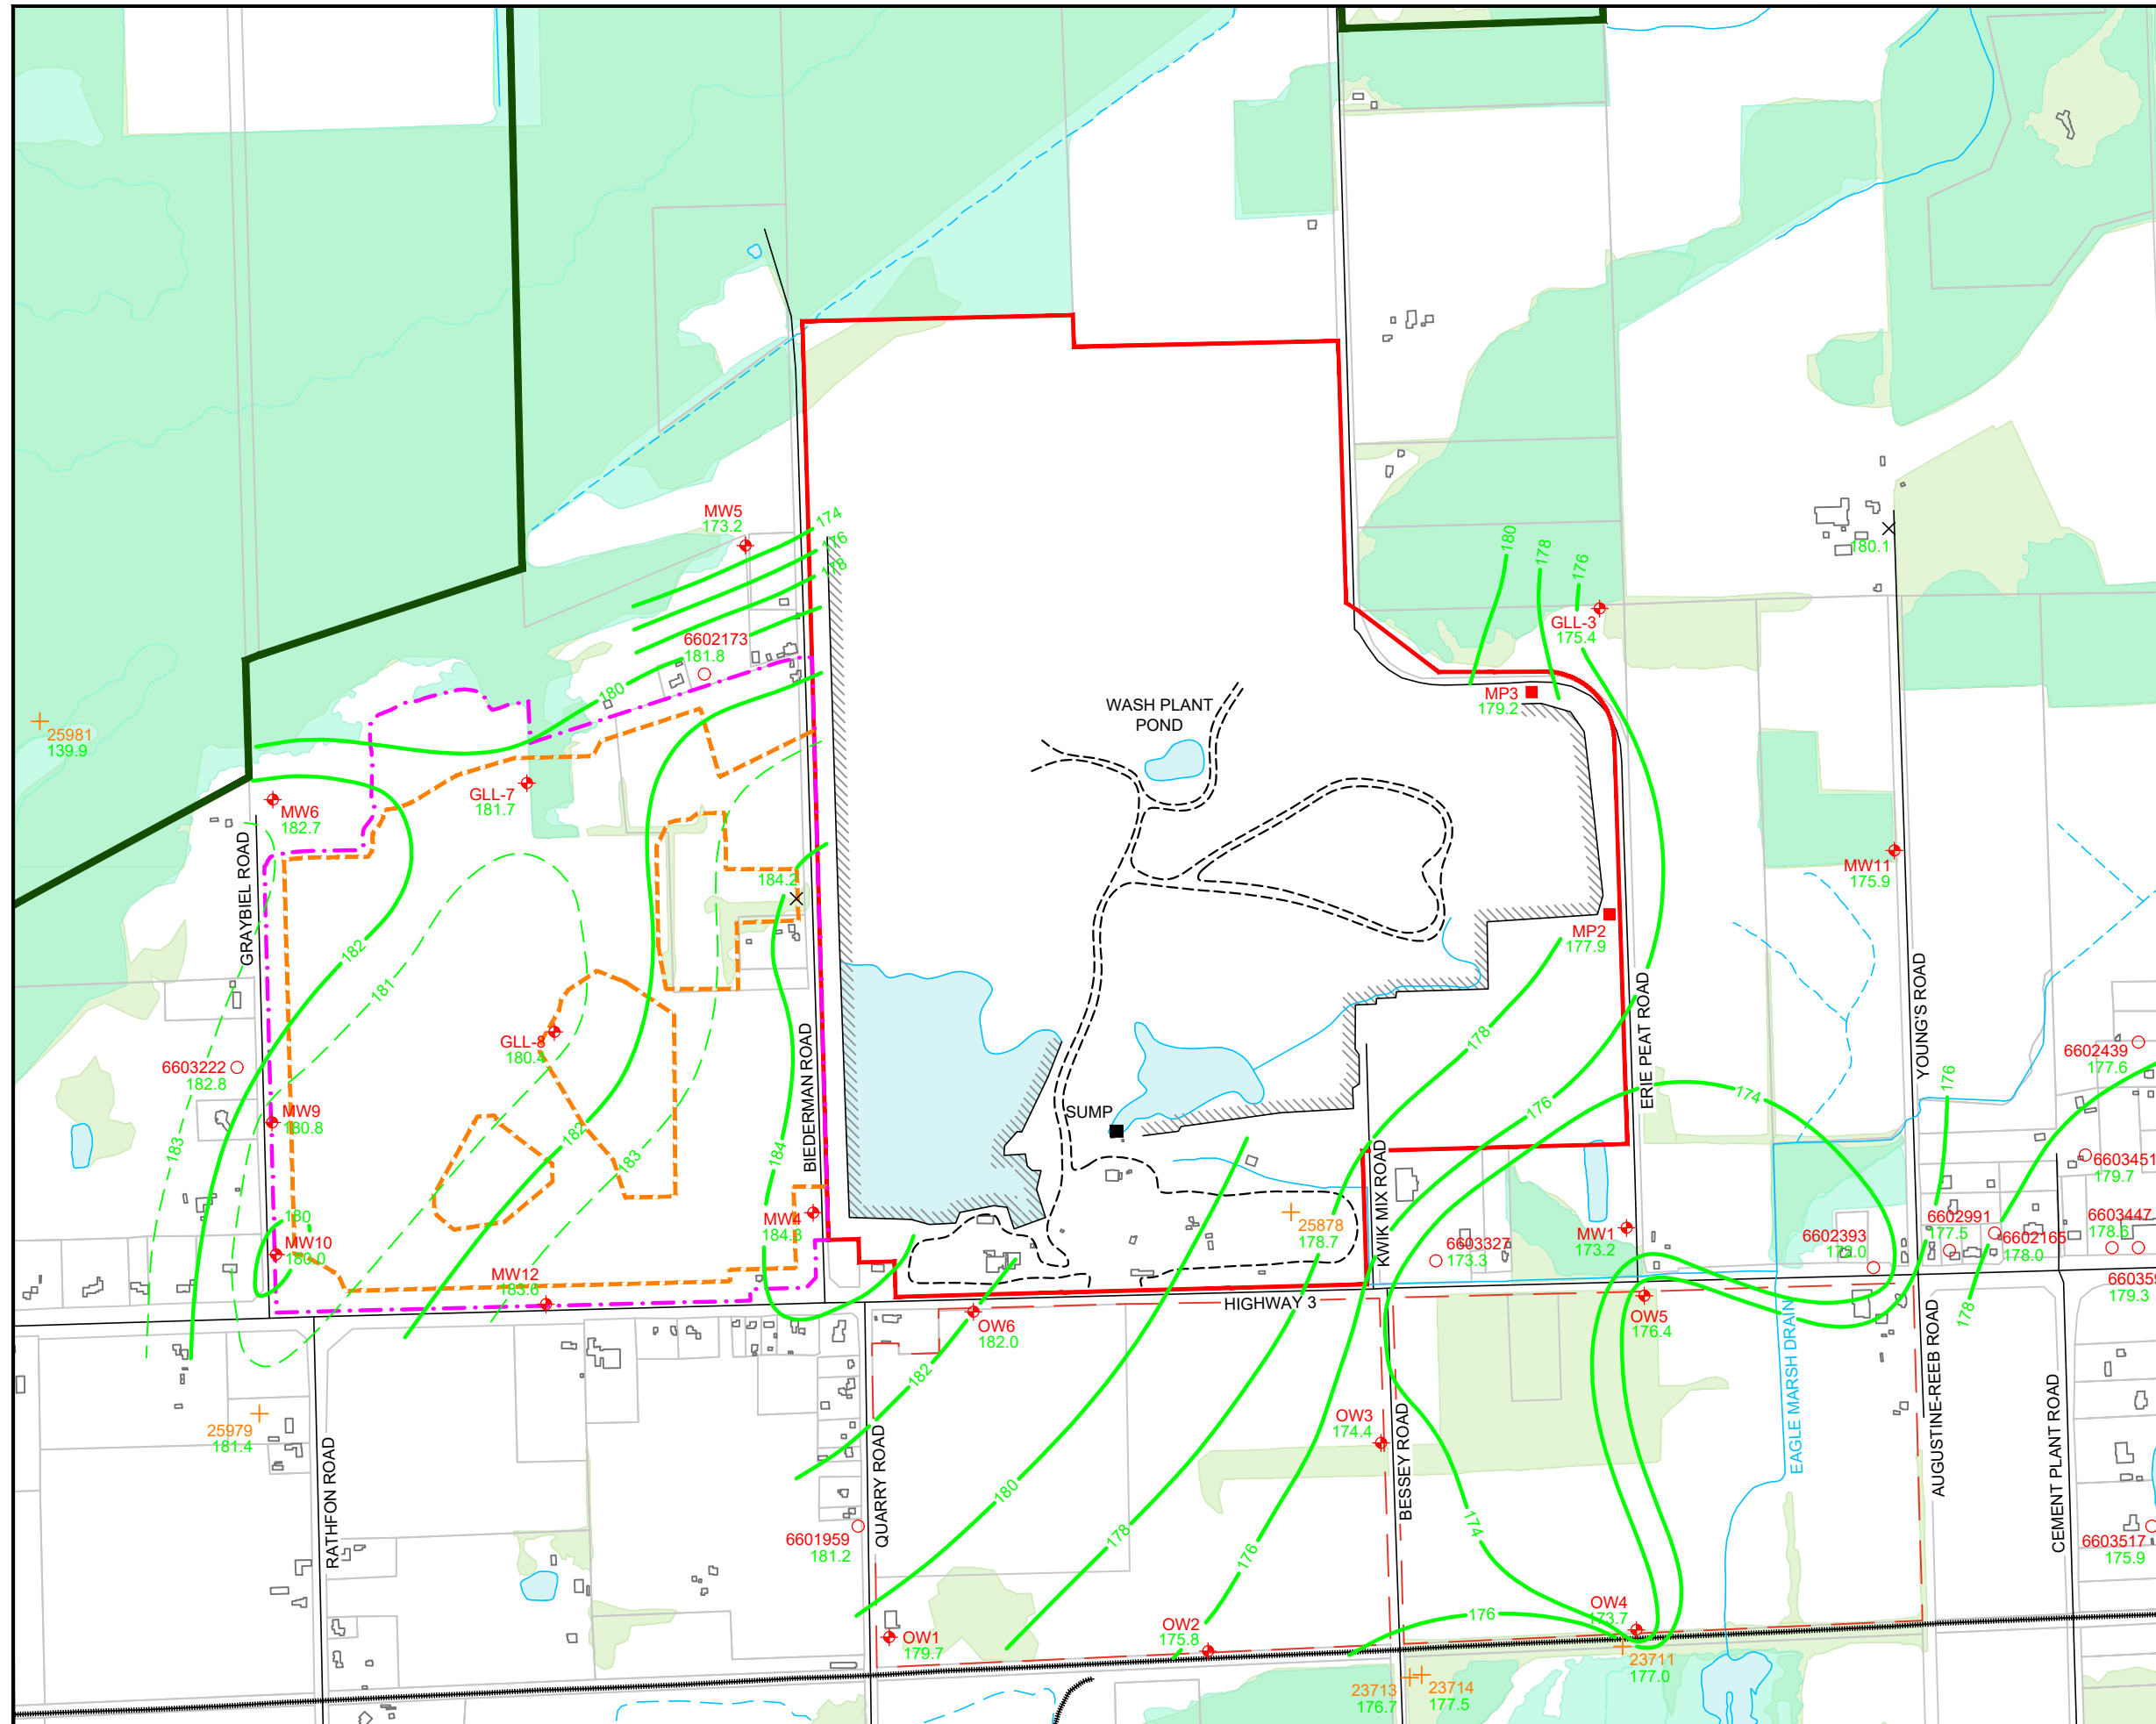 174
176
178
180
178
176
MW5
173.2
180.1
GLL-3
175.4
6602173
181.8
180
MP3
179.2
WASH PLANT
POND
25981
139.9
GLL-7
181.7
MW6
182.7
GRAYBIEL ROAD
184.2
MW11
175.9
MP2
177.9
182
181
178
ERIE PEAT ROAD
YOUNG'S ROAD
GLL-8
180.4
6603222
182.8
BIEDERMAN ROAD
6602439
177.6
176
174
176
MW9
180.8
SUMP
182
183
183
184
KWIK MIX ROAD
6603451
179.7
180
MW10
180.0
MW4
184.3
25878
178.7
MW1
173.2
6603327
173.3
6602393
6602991
177.5
6602165
178.0
6603447
178.6
179.3
MW12
183.6
HIGHWAY 3
OW6
182.0
OW5
176.4
178
182
EAGLE MARSH DRAIN
AUGUSTINE-REEB ROAD
CEMENT PLANT ROAD
25979
181.4
OW3
174.4
BESSEY ROAD
RATHFON ROAD
QUARRY ROAD
180
178
176
174
6601959
181.2
6603517
175.9
OW1
179.7
OW2
175.8
176
OW4
173.7
23711
177.0
23713
176.7
23714
177.5